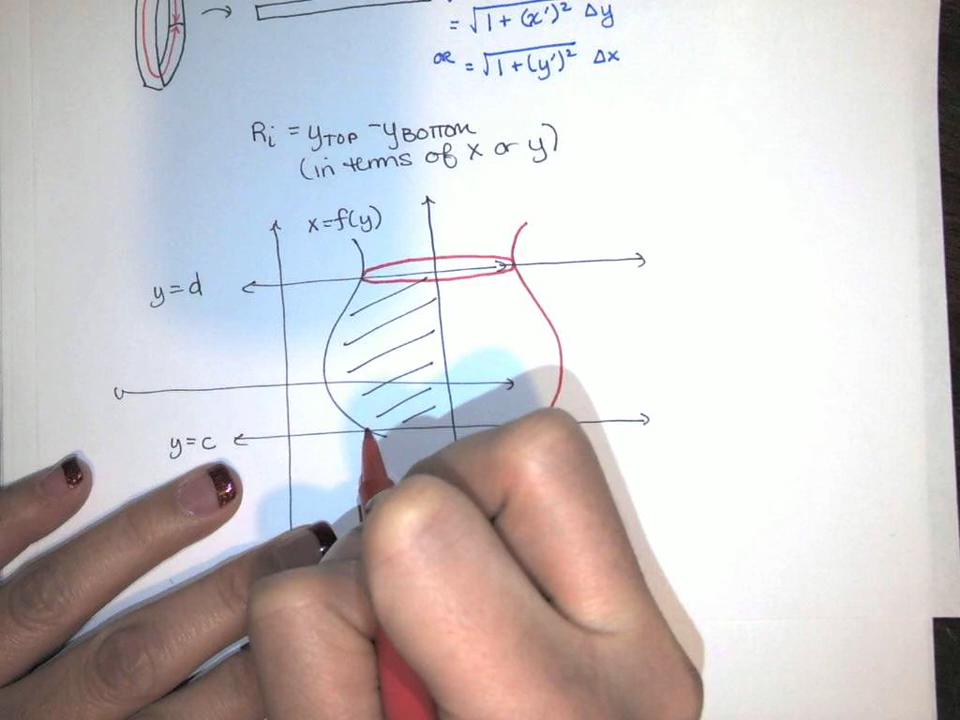 = √1 + (x')² Δy
OR = √1 + (y')² Δx
Ri = yTOP - yBOTTOM
(in terms of x or y)
x=f(y)
y=d
y=c